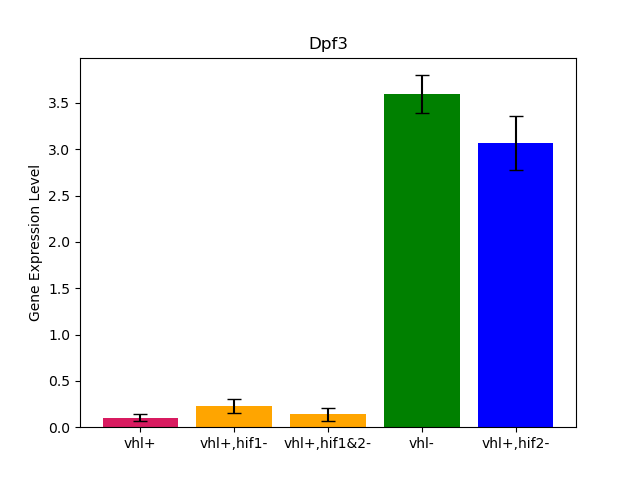 Dpf3
Gene Expression Level
3.5
3.0
2.5
2.0
1.5
1.0
0.5
0.0
vhl+
vhl+,hif1-
vhl+,hif1&2-
vhl-
vhl+,hif2-